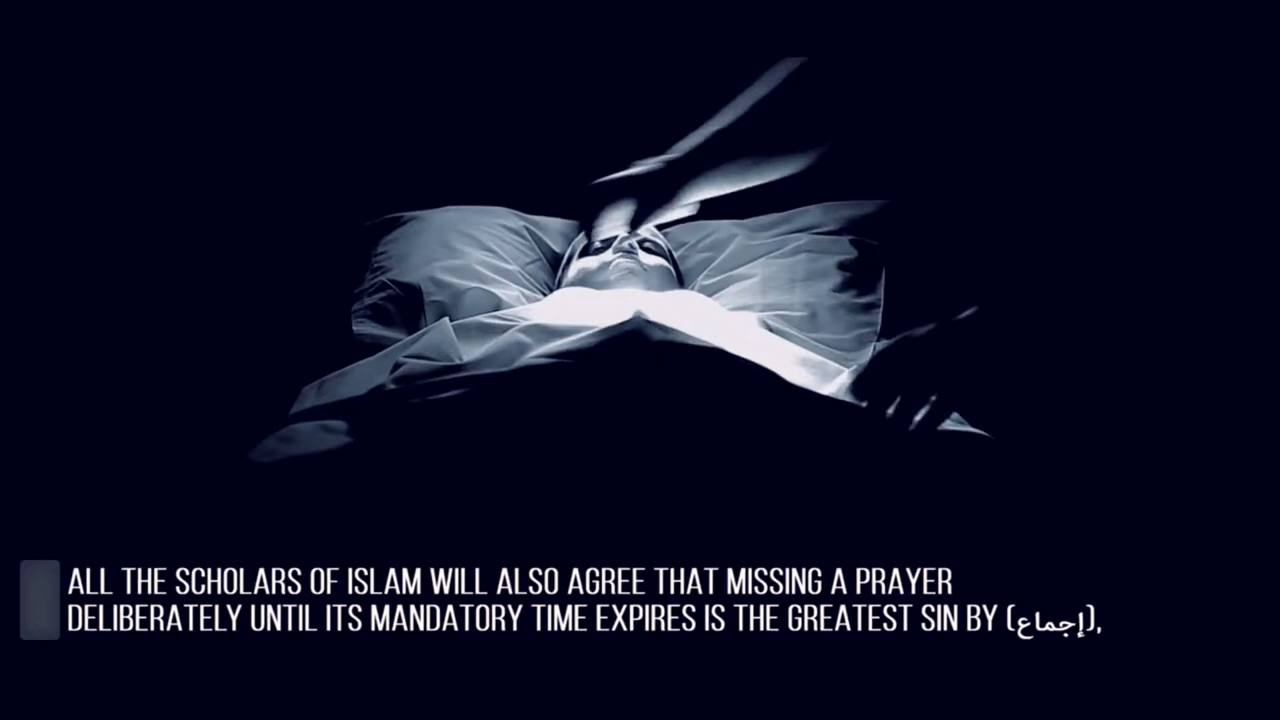 ALL THE SCHOLARS OF ISLAM WILL ALSO AGREE THAT MISSING A PRAYER
DELIBERATELY UNTIL ITS MANDATORY TIME EXPIRES IS THE GREATEST SIN BY (إجماع),